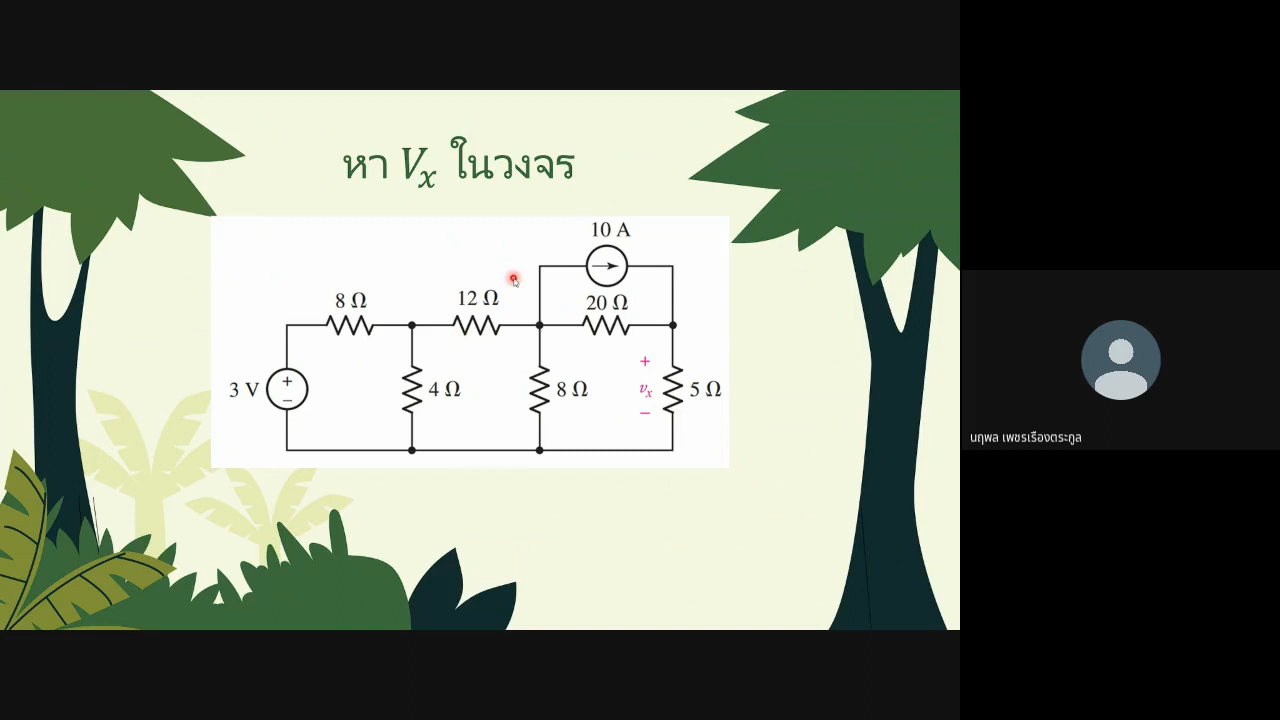 หา Vₓ ในวงจร
10 A
8 Ω
12 Ω
20 Ω
3 V
+
−
4 Ω
8 Ω
+
vₓ
−
5 Ω
นฤพล เพชรเรืองตระกูล